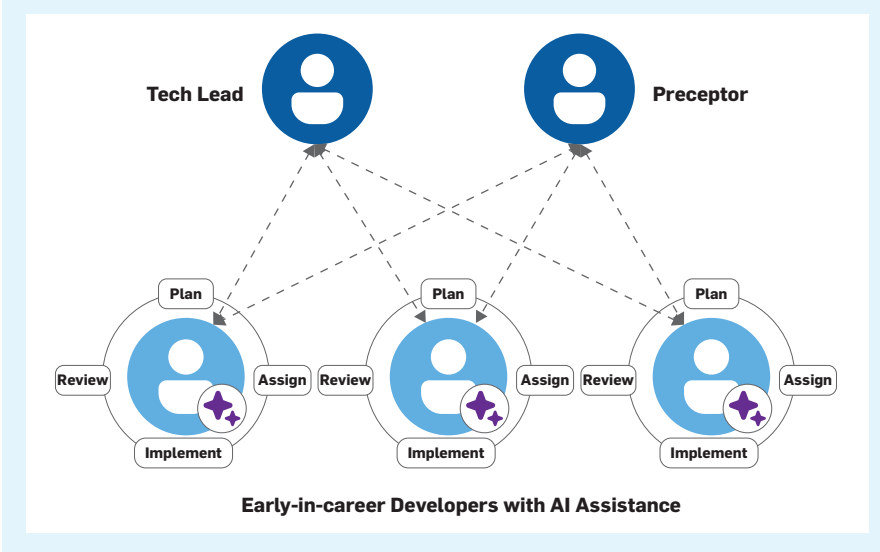 Tech Lead
Preceptor
Plan
Plan
Plan
Review
Assign
Review
Assign
Review
Assign
Implement
Implement
Implement
Early-in-career Developers with AI Assistance